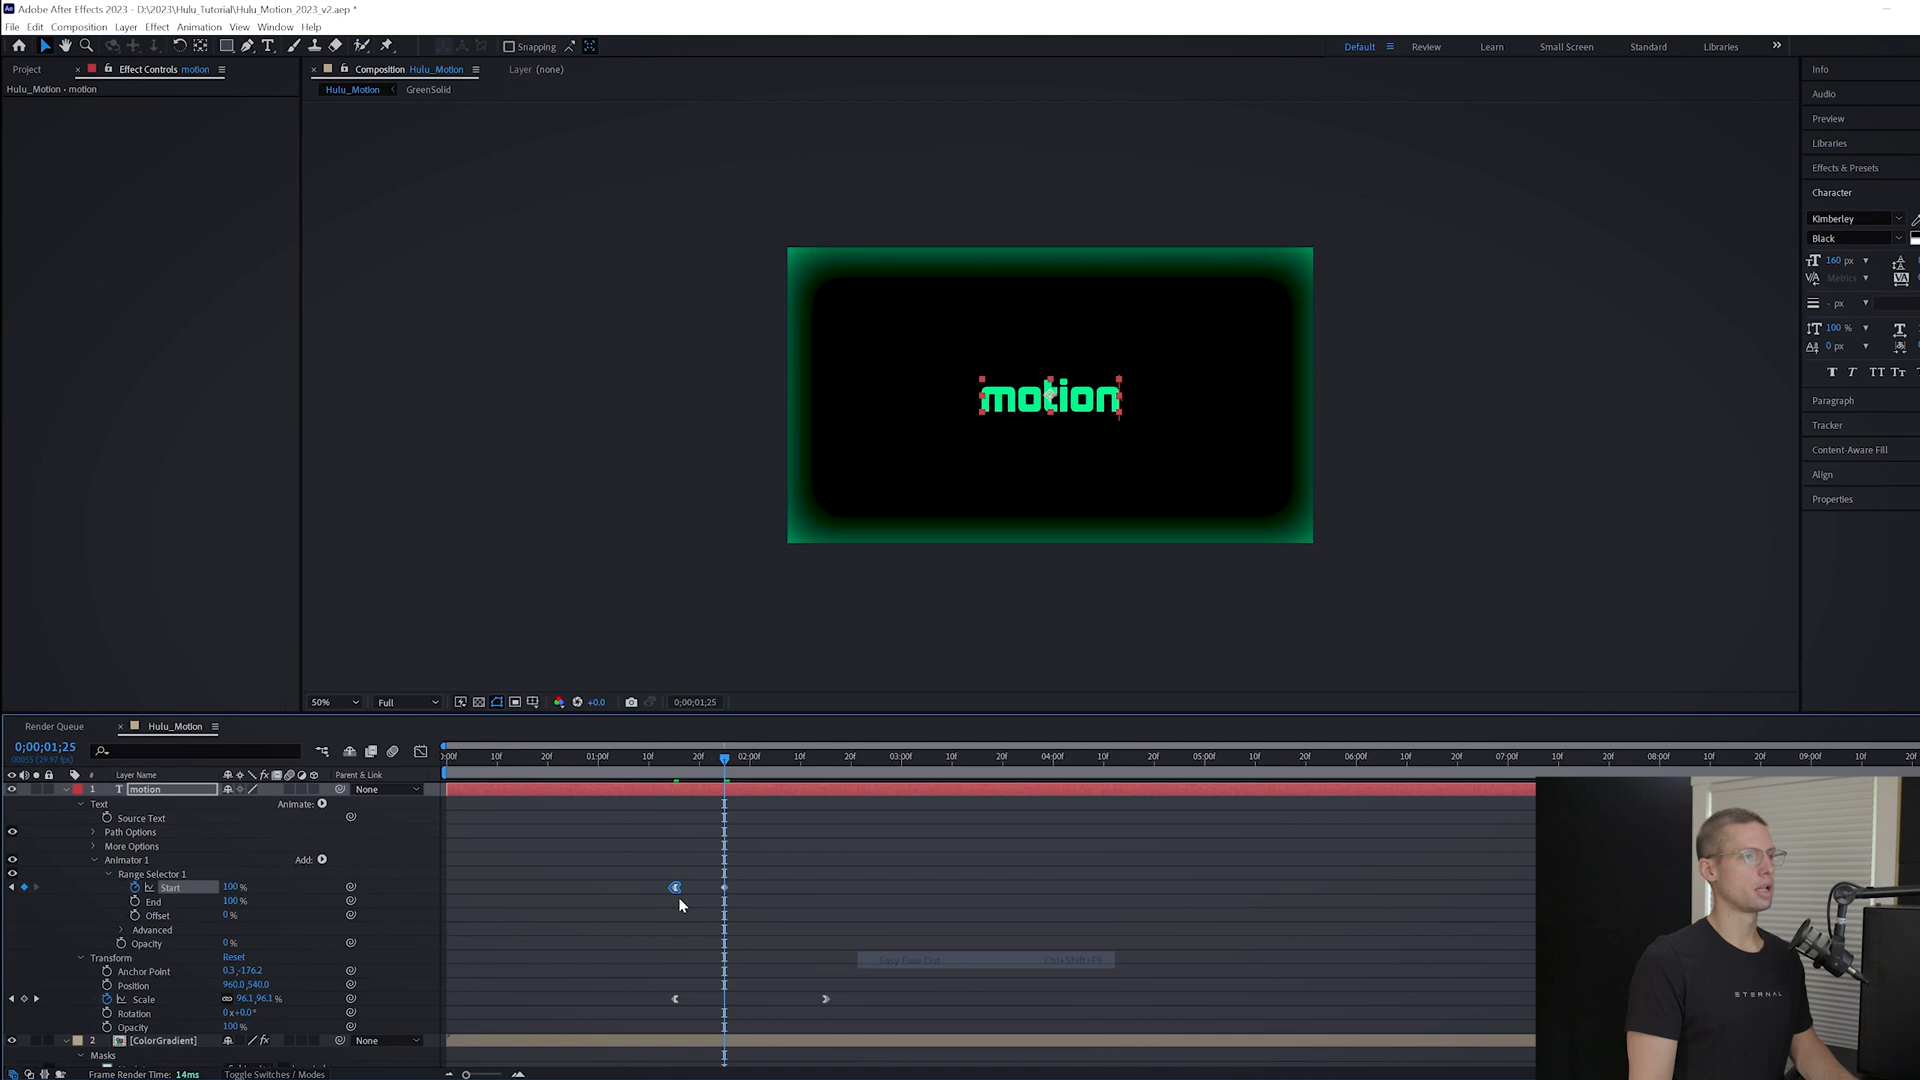 Adobe After Effects 2023 - D:\2023\Hulu_Tutorial\Hulu_Motion_2023_v2.aep *
File Edit Composition Layer Effect Animation View Window Help
Snapping Default Review Learn Small Screen Standard Libraries
Project Effect Controls motion Composition Hulu_Motion Layer (none) Info
Hulu_Motion • motion Hulu_Motion GreenSolid
Audio
Preview
Libraries
Effects & Presets
Character
Kimberley
Black
160 px
Metrics
- px
100 %
0 px
T T TT Tt
Paragraph
Tracker
Content-Aware Fill
Align
Properties
motion
50% Full +0.0 0;00;01;25
Render Queue Hulu_Motion
0;00;01;25
00055 (29.97 fps)
:00f 10f 20f 01:00f 10f 20f 02:00f 10f 20f 03:00f 10f 20f 04:00f 10f 20f 05:00f 10f 20f 06:00f 10f 20f 07:00f 10f 20f 08:00f 10f 20f 09:00f 10f 20f
# Layer Name fx Parent & Link
1 T motion None
Text Animate:
Source Text
Path Options
More Options
Animator 1 Add:
Range Selector 1
Start 100 %
End 100 %
Offset 0 %
Advanced
Opacity 0 %
Easy Ease Out Ctrl+Shift+F9
Transform Reset
Anchor Point 0.3,-176.2
Position 960.0,540.0
Scale 96.1,96.1 %
Rotation 0x+0.0°
Opacity 100 %
2 [ColorGradient] fx None
Masks
Frame Render Time: 14ms Toggle Switches / Modes
ETERNAL